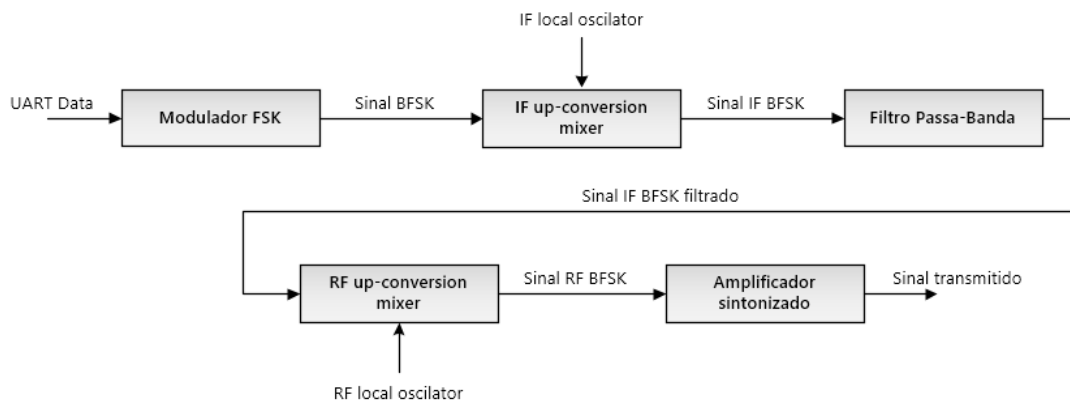 IF local oscilator
UART Data
Modulador FSK
Sinal BFSK
IF up-conversion
mixer
Sinal IF BFSK
Filtro Passa-Banda
Sinal IF BFSK filtrado
RF up-conversion
mixer
Sinal RF BFSK
Amplificador
sintonizado
Sinal transmitido
RF local oscilator